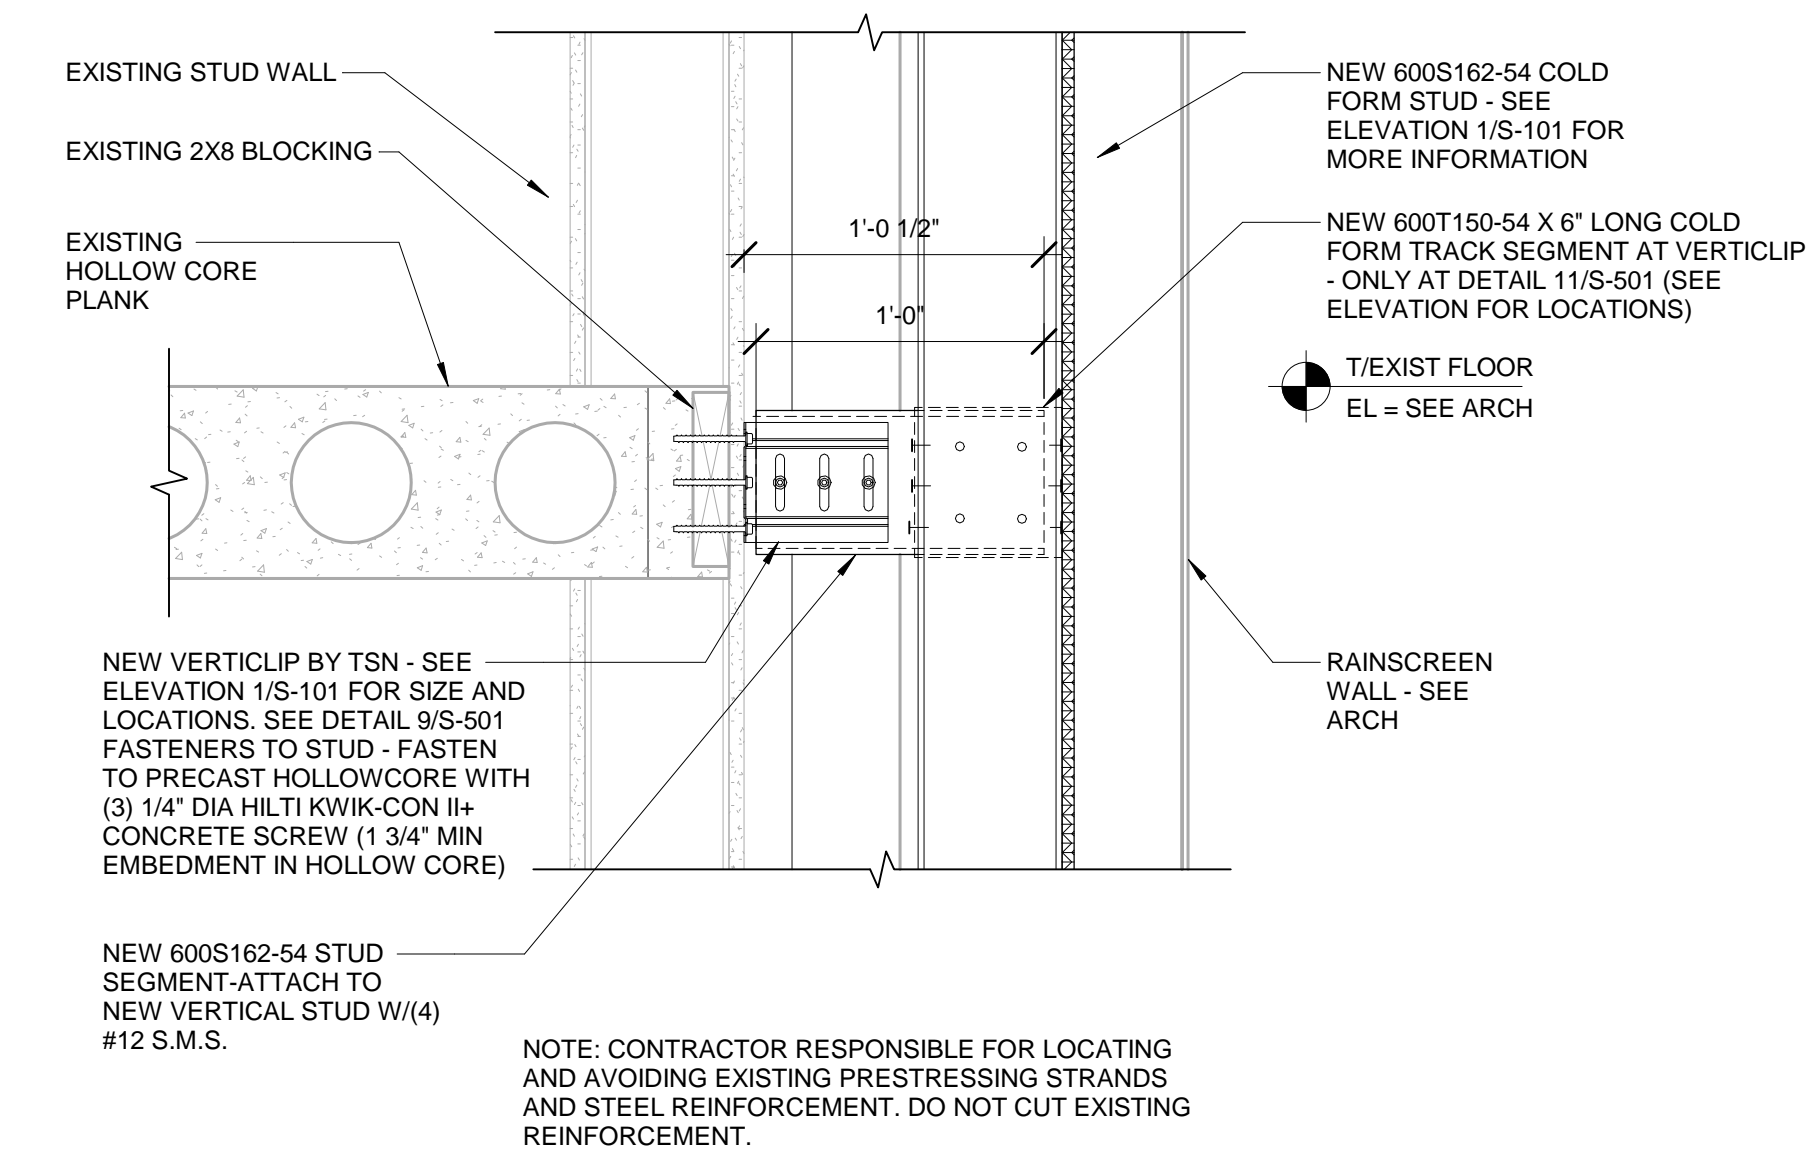 EXISTING STUD WALL
EXISTING 2X8 BLOCKING
EXISTING
HOLLOW CORE
PLANK
1'-0 1/2"
1'-0"
NEW 600S162-54 COLD
FORM STUD - SEE
ELEVATION 1/S-101 FOR
MORE INFORMATION
NEW 600T150-54 X 6" LONG COLD
FORM TRACK SEGMENT AT VERTICLIP
- ONLY AT DETAIL 11/S-501 (SEE
ELEVATION FOR LOCATIONS)
T/EXIST FLOOR
EL = SEE ARCH
NEW VERTICLIP BY TSN - SEE
ELEVATION 1/S-101 FOR SIZE AND
LOCATIONS. SEE DETAIL 9/S-501
FASTENERS TO STUD - FASTEN
TO PRECAST HOLLOWCORE WITH
(3) 1/4" DIA HILTI KWIK-CON II+
CONCRETE SCREW (1 3/4" MIN
EMBEDMENT IN HOLLOW CORE)
RAINSCREEN
WALL - SEE
ARCH
NEW 600S162-54 STUD
SEGMENT-ATTACH TO
NEW VERTICAL STUD W/(4)
#12 S.M.S.
NOTE: CONTRACTOR RESPONSIBLE FOR LOCATING
AND AVOIDING EXISTING PRESTRESSING STRANDS
AND STEEL REINFORCEMENT. DO NOT CUT EXISTING
REINFORCEMENT.